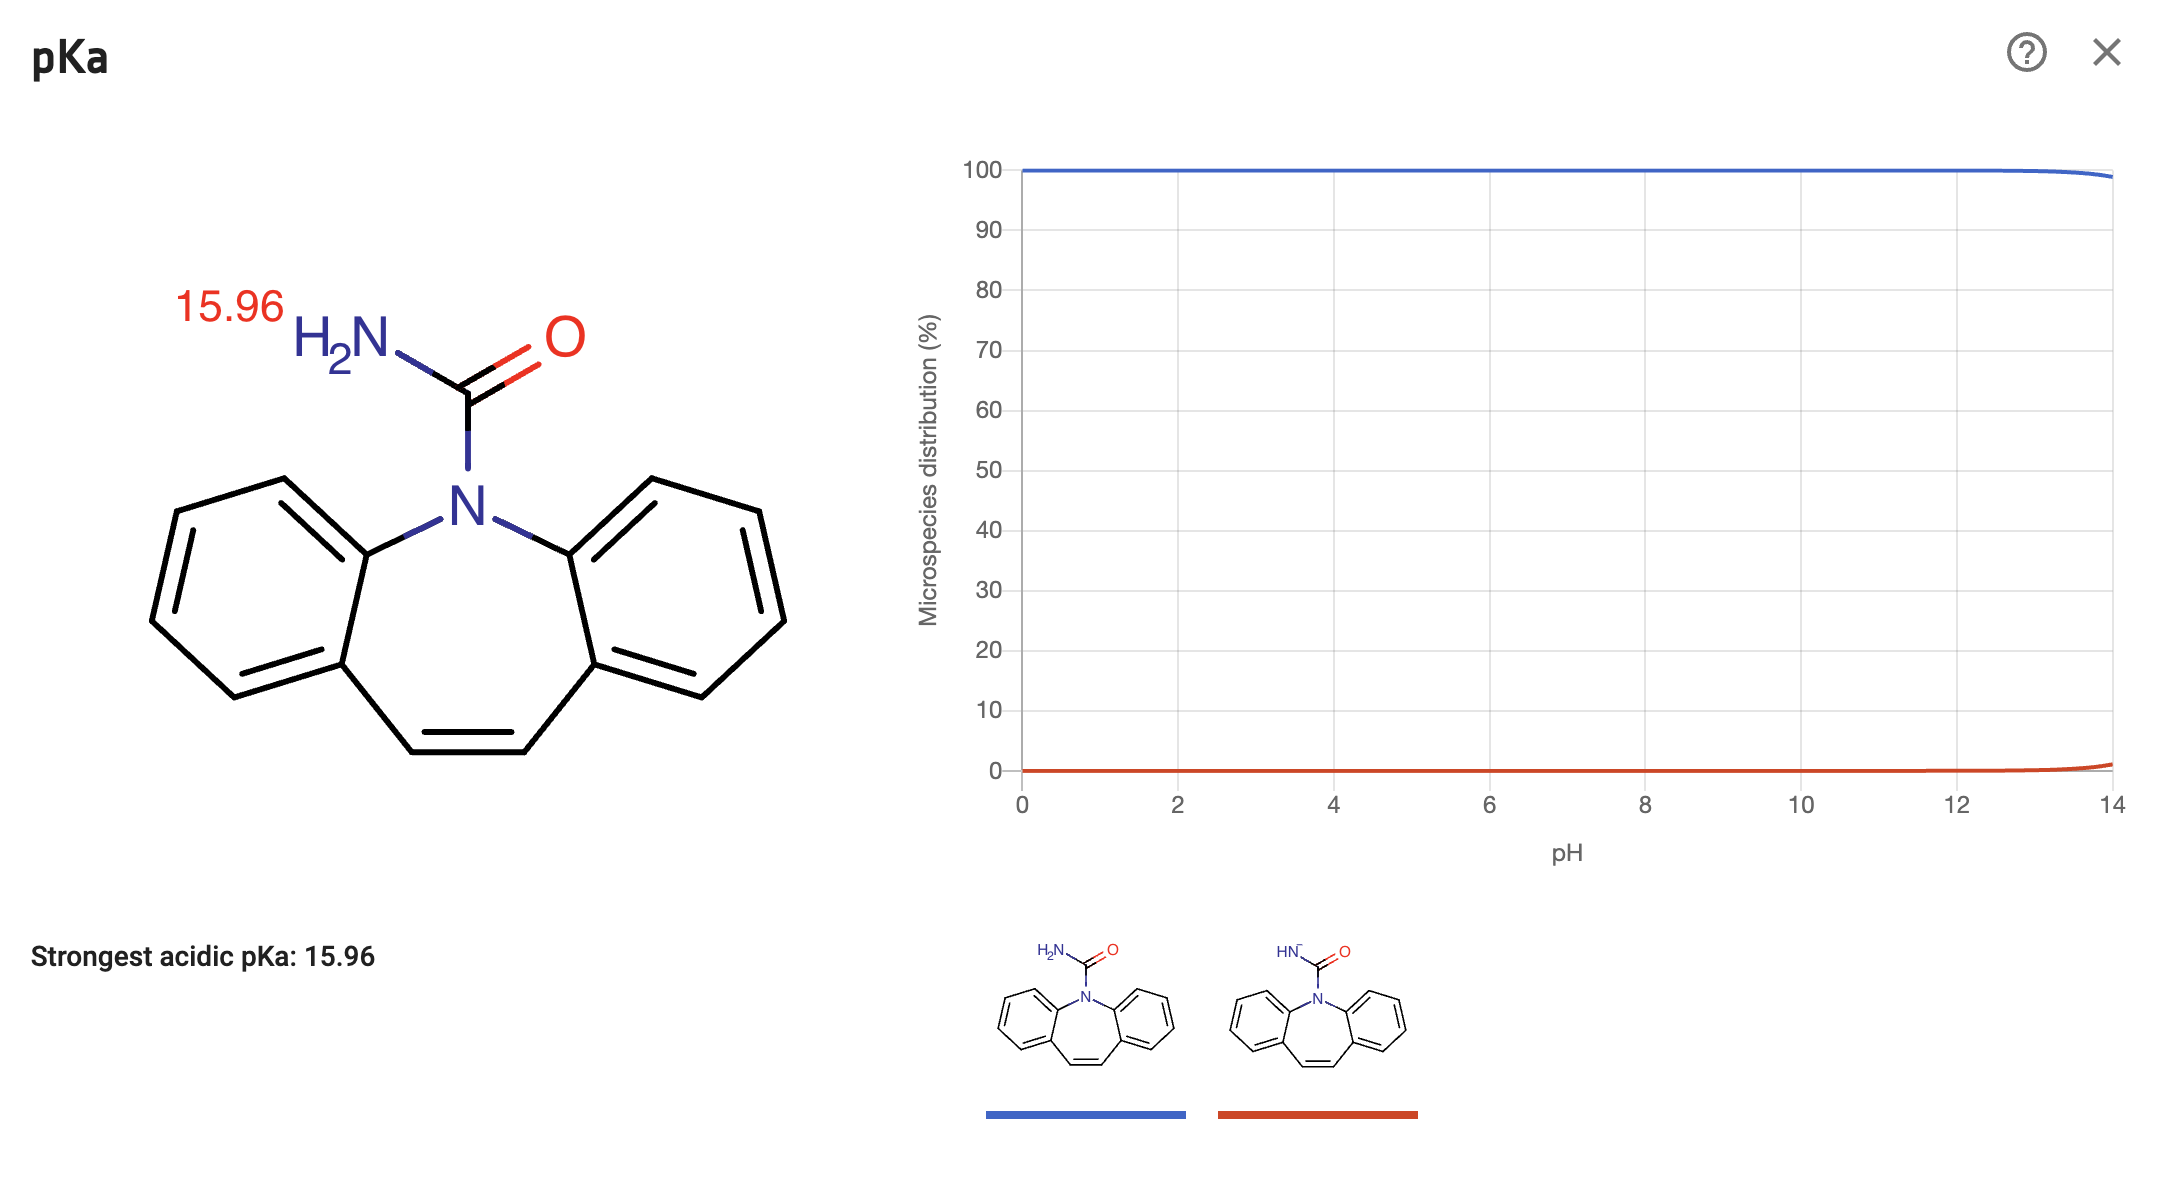 pKa
15.96
H₂N
O
N
Microspecies distribution (%)
100
90
80
70
60
50
40
30
20
10
0
0 2 4 6 8 10 12 14
pH
Strongest acidic pKa: 15.96
H₂N O
N
HN⁻ O
N